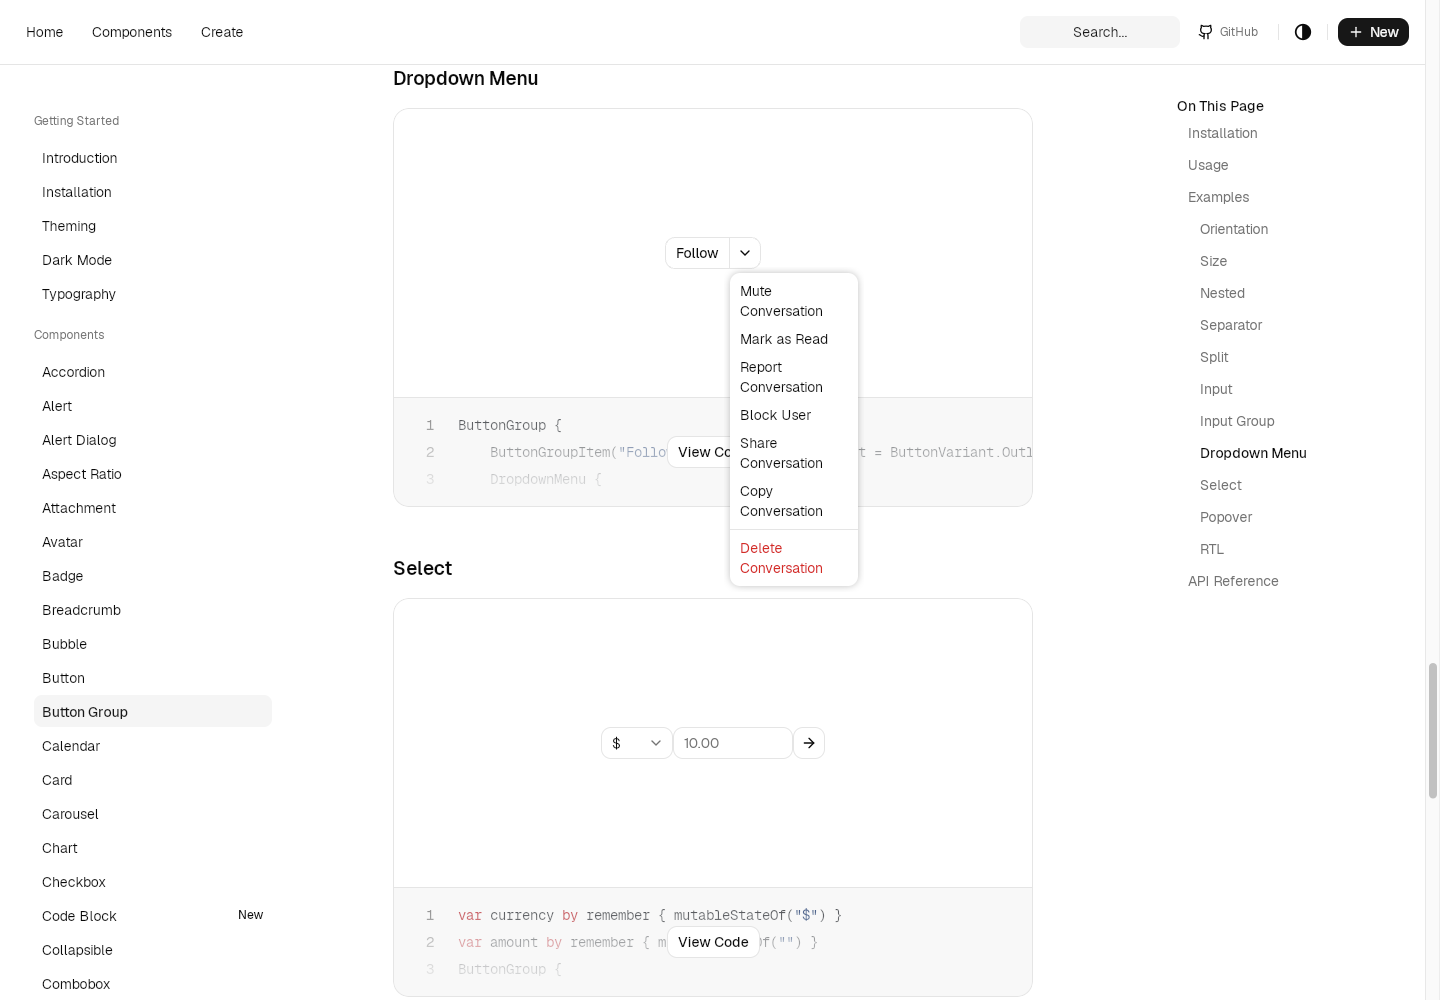 Home
Components
Create
Search...
GitHub
New
Getting Started
Introduction
Installation
Theming
Dark Mode
Typography
Components
Accordion
Alert
Alert Dialog
Aspect Ratio
Attachment
Avatar
Badge
Breadcrumb
Bubble
Button
Button Group
Calendar
Card
Carousel
Chart
Checkbox
Code Block New
Collapsible
Combobox
Dropdown Menu
Follow
Mute
Conversation
Mark as Read
Report
Conversation
Block User
Share
Conversation
Copy
Conversation
Delete
Conversation
1 ButtonGroup {
2 ButtonGroupItem("Follo t = ButtonVariant.Outl
3 DropdownMenu {
View Co
Select
$ 10.00
1 var currency by remember { mutableStateOf("$") }
2 var amount by remember { m Of("") }
3 ButtonGroup {
View Code
On This Page
Installation
Usage
Examples
Orientation
Size
Nested
Separator
Split
Input
Input Group
Dropdown Menu
Select
Popover
RTL
API Reference